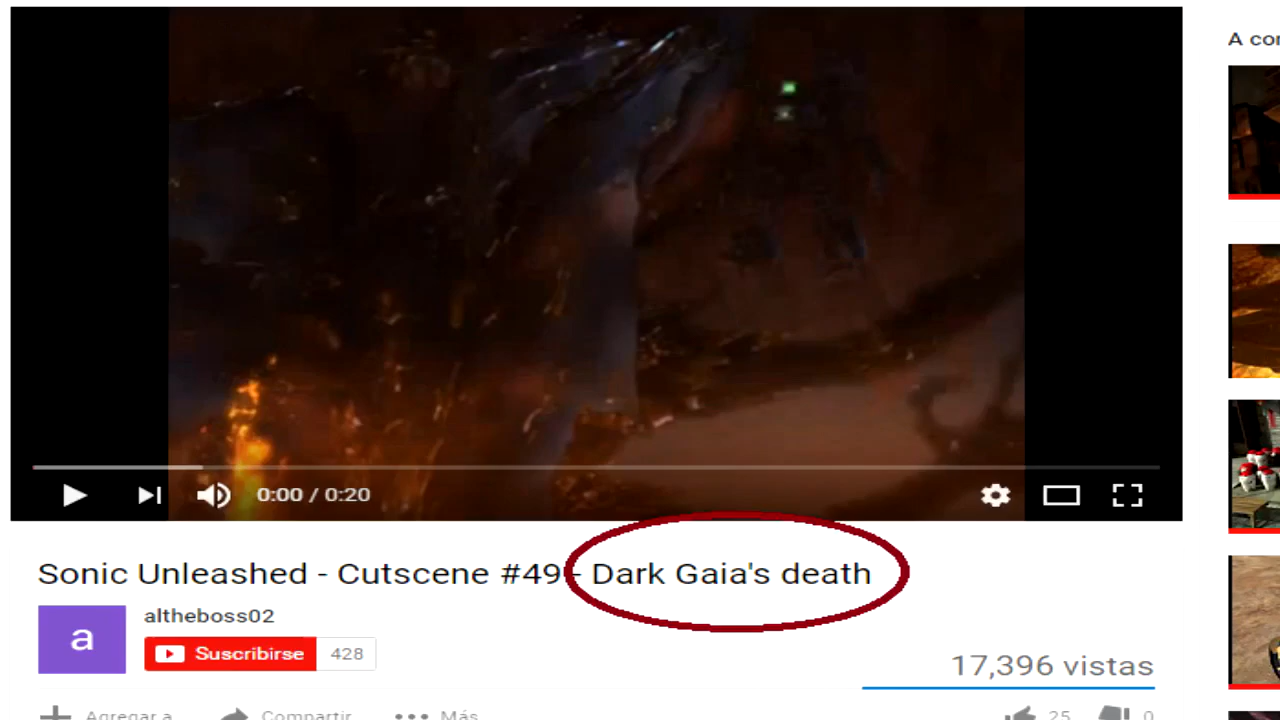 A cor
0:00 / 0:20
Sonic Unleashed - Cutscene #49 - Dark Gaia's death
a
altheboss02
Suscribirse 428
17,396 vistas
Agregar a Compartir Más 25 0